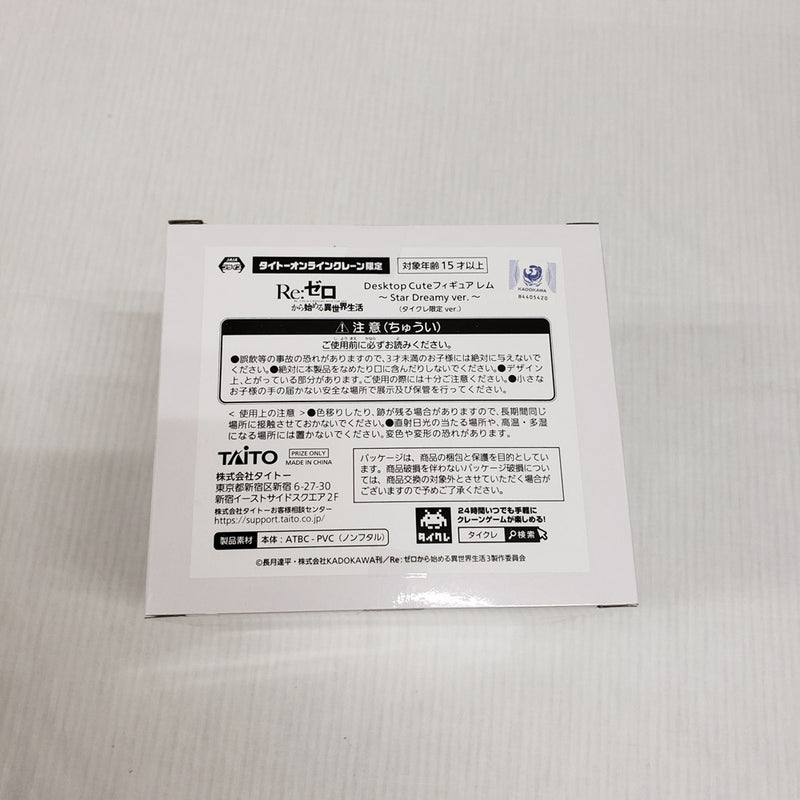 JAIA
タイトーオンラインクレーン限定
対象年齢15才以上
Re:ゼロ
から始める異世界生活
Desktop Cuteフィギュア レム
～Star Dreamy ver.～
（タイクレ限定 ver.）
KADOKAWA
B4405420
注意（ちゅうい）
ご使用前に必ずお読みください。
●誤飲等の事故の恐れがありますので、3才未満のお子様には絶対に与えないで
ください。●絶対に本製品をなめたり口に含んだりしないでください。●デザイン
上、とがっている部分があります。ご使用の際には十分ご注意ください。●小さな
お子様の手の届かない安全な場所で展示及び保管を行ってください。
＜ 使用上の注意 ＞●色移りしたり、跡が残る場合がありますので、長期間同じ
場所に接触させておかないでください。●直射日光の当たる場所や、高温・多湿
になる場所には置かないでください。変色や変形の恐れがあります。
TAITO
PRIZE ONLY
MADE IN CHINA
株式会社タイトー
東京都新宿区新宿 6-27-30
新宿イーストサイドスクエア 2F
株式会社タイトーお客様相談センター
https://support.taito.co.jp/
パッケージは、商品の梱包と保護を目的としてい
ます。商品破損を伴わないパッケージ破損につい
ては、商品交換の対象外とさせていただく場合が
ございますので予めご了承ください。
タイクレ
24時間いつでも手軽に
クレーンゲームが楽しめる!
タイクレ 検索
製品素材 本体：ATBC - PVC（ノンフタル）
©長月達平・株式会社KADOKAWA刊／Re：ゼロから始める異世界生活3製作委員会